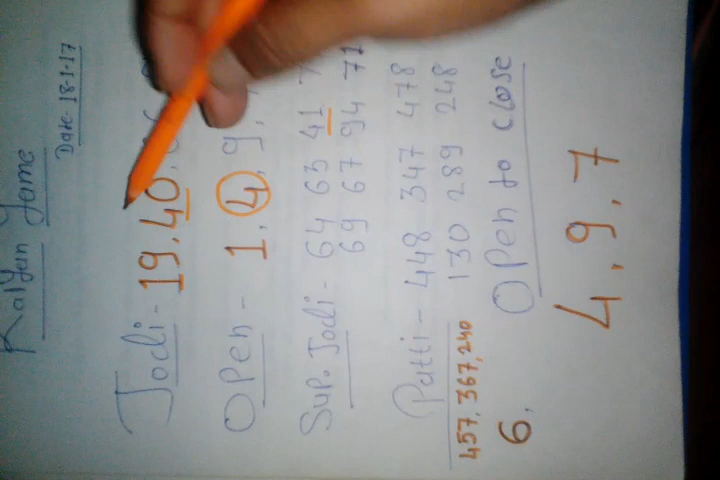 Kalyan Game
Date- 18-1-17
Jodi- 19.40.
Open- 1.4.9.
Sup. Jodi- 64 63 41 7
69 67 94 71
Patti- 448 347 478
130 289 248
457,367,240
Open to close
6.
4.9.7